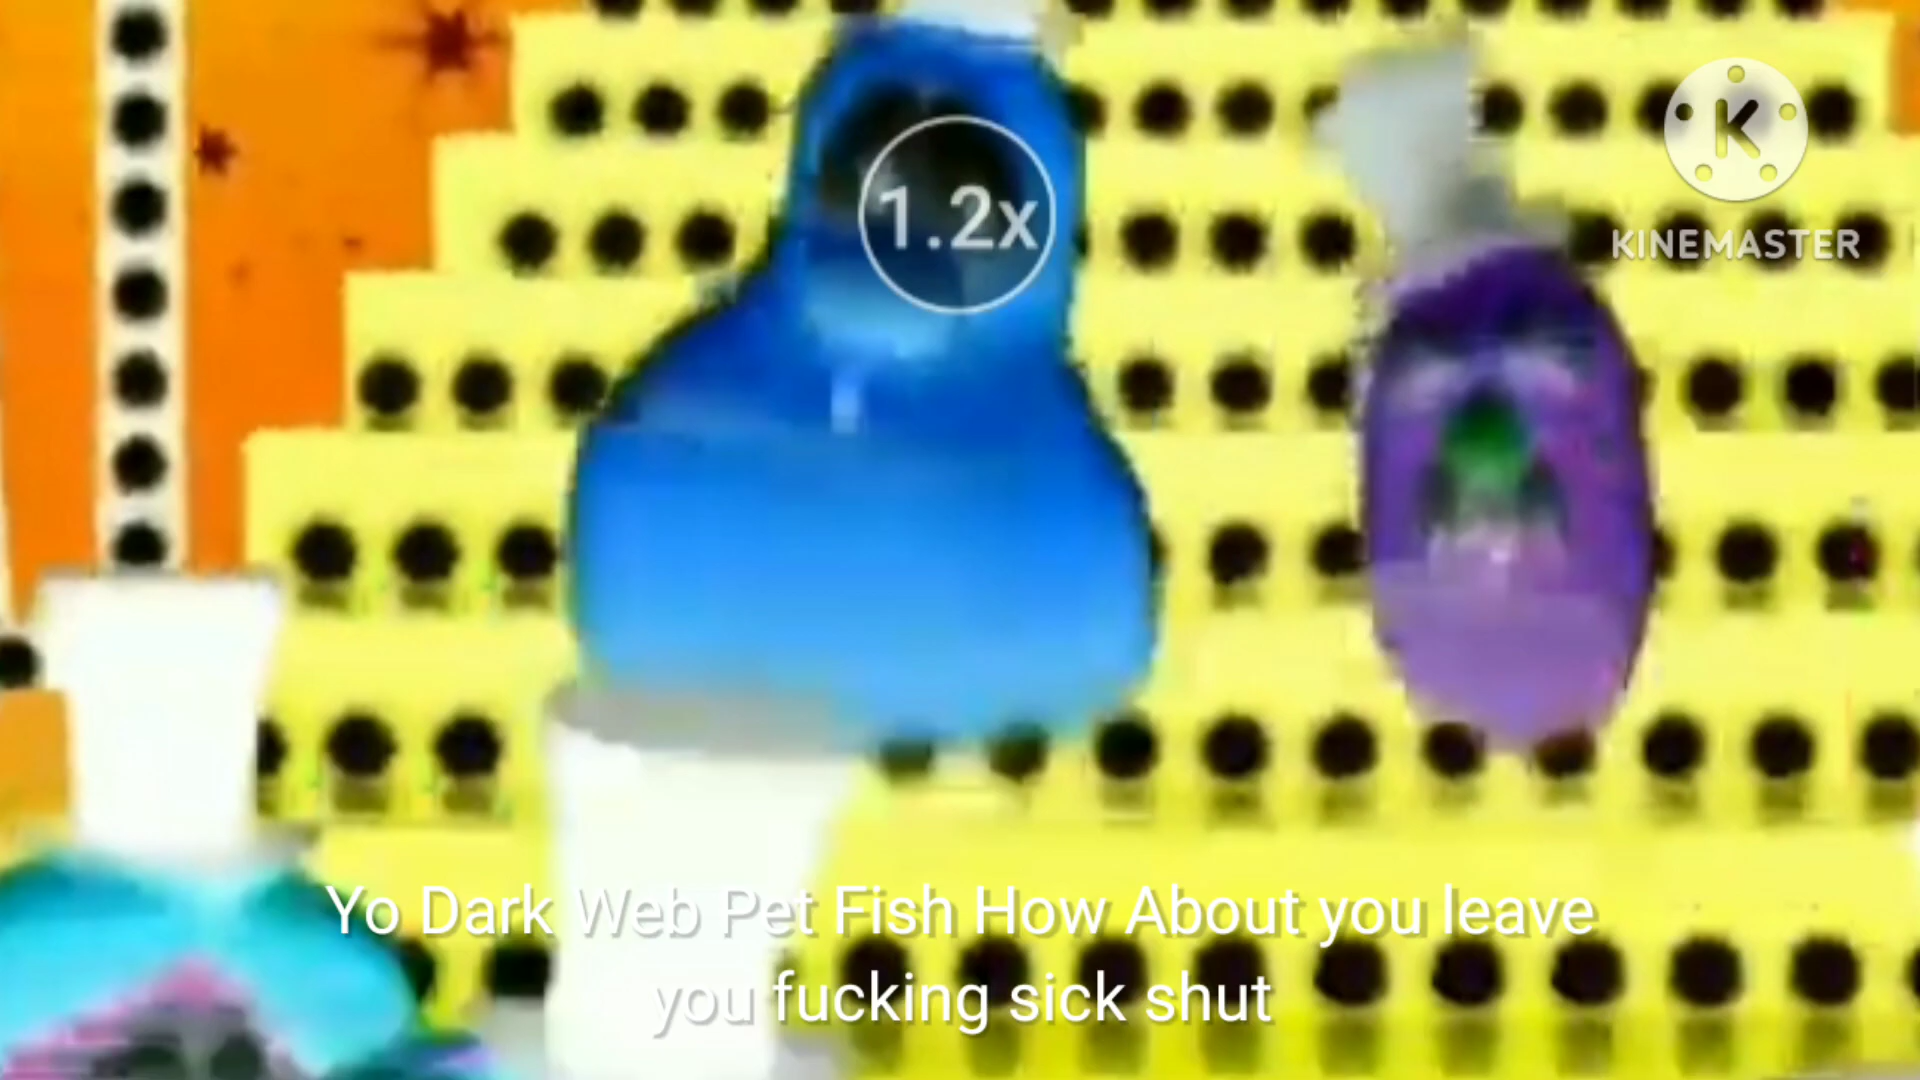 1.2x
K
KINEMASTER
Yo Dark Web Pet Fish How About you leave
you fucking sick shut